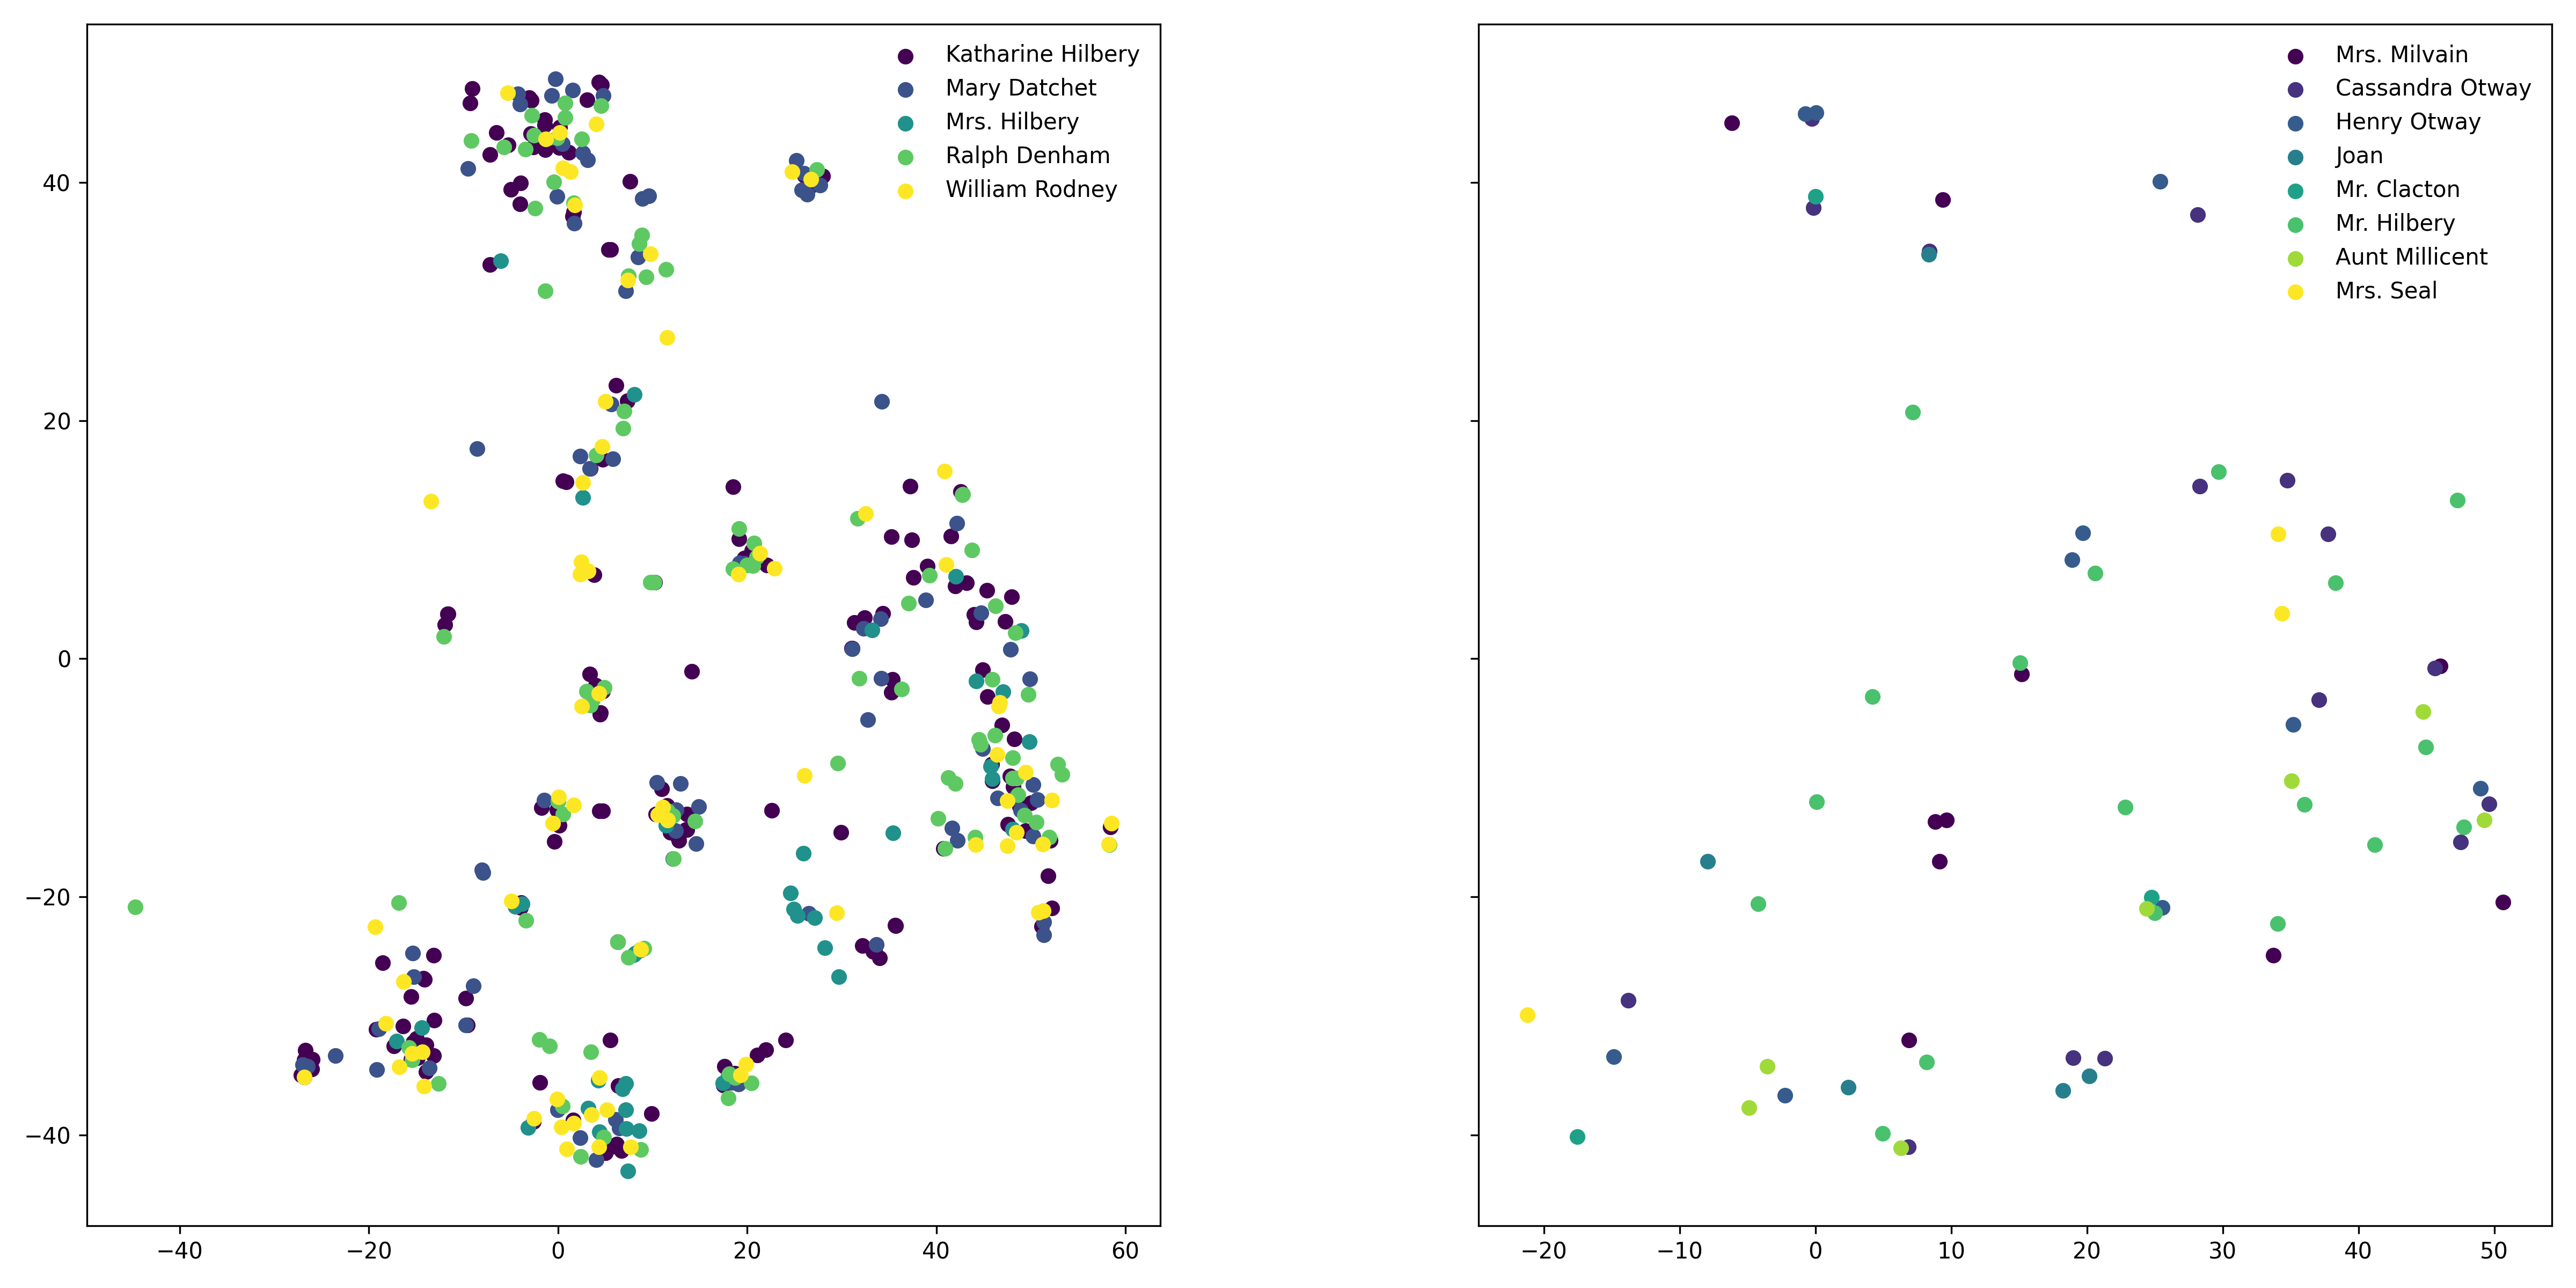 Katharine Hilbery
Mary Datchet
Mrs. Hilbery
Ralph Denham
William Rodney
40
20
0
−20
−40
−40
−20
0
20
40
60
Mrs. Milvain
Cassandra Otway
Henry Otway
Joan
Mr. Clacton
Mr. Hilbery
Aunt Millicent
Mrs. Seal
−20
−10
0
10
20
30
40
50